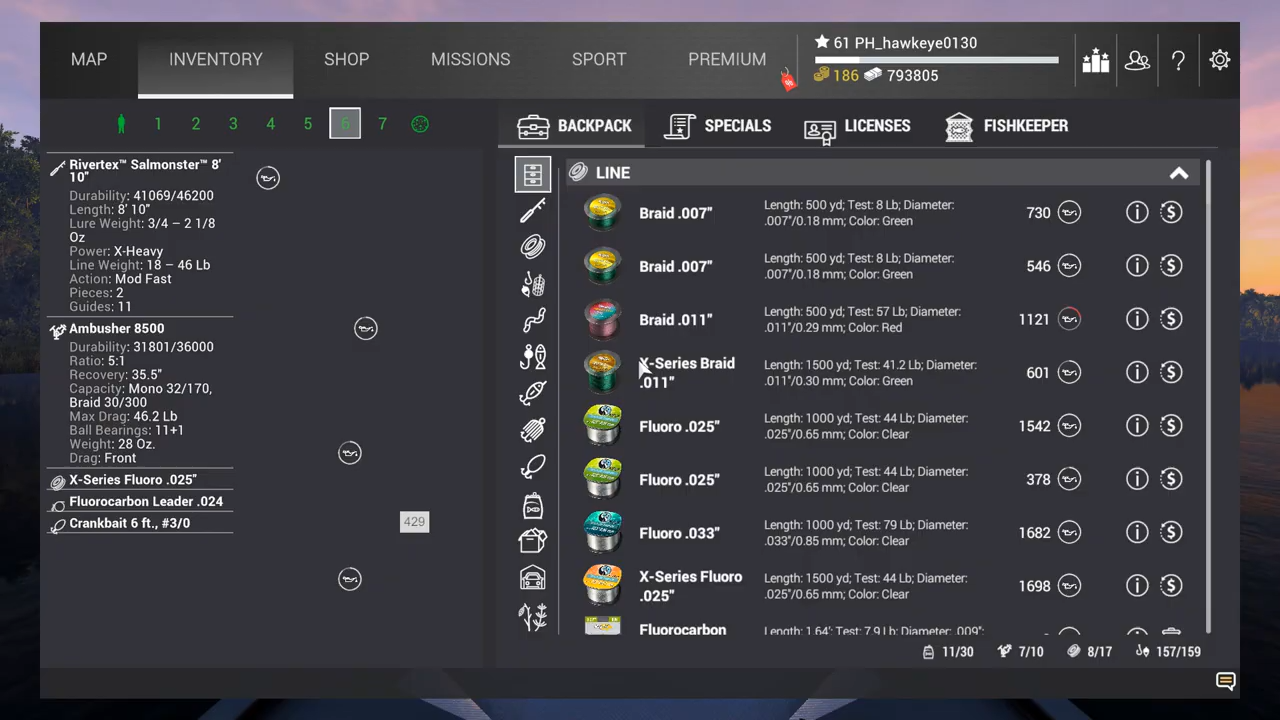 MAP
INVENTORY
SHOP
MISSIONS
SPORT
PREMIUM
61 PH_hawkeye0130
186 793805
?
1 2 3 4 5 6 7
BACKPACK
SPECIALS
LICENSES
FISHKEEPER
Rivertex™ Salmonster™ 8'
10"
Durability: 41069/46200
Length: 8' 10"
Lure Weight: 3/4 – 2 1/8
Oz
Power: X-Heavy
Line Weight: 18 – 46 Lb
Action: Mod Fast
Pieces: 2
Guides: 11
Ambusher 8500
Durability: 31801/36000
Ratio: 5:1
Recovery: 35.5"
Capacity: Mono 32/170,
Braid 30/300
Max Drag: 46.2 Lb
Ball Bearings: 11+1
Weight: 28 Oz.
Drag: Front
X-Series Fluoro .025"
Fluorocarbon Leader .024
Crankbait 6 ft., #3/0
429
LINE
Braid .007"
Length: 500 yd; Test: 8 Lb; Diameter:
.007"/0.18 mm; Color: Green
730
Braid .007"
Length: 500 yd; Test: 8 Lb; Diameter:
.007"/0.18 mm; Color: Green
546
Braid .011"
Length: 500 yd; Test: 57 Lb; Diameter:
.011"/0.29 mm; Color: Red
1121
X-Series Braid
.011"
Length: 1500 yd; Test: 41.2 Lb; Diameter:
.011"/0.30 mm; Color: Green
601
Fluoro .025"
Length: 1000 yd; Test: 44 Lb; Diameter:
.025"/0.65 mm; Color: Clear
1542
Fluoro .025"
Length: 1000 yd; Test: 44 Lb; Diameter:
.025"/0.65 mm; Color: Clear
378
Fluoro .033"
Length: 1000 yd; Test: 79 Lb; Diameter:
.033"/0.85 mm; Color: Clear
1682
X-Series Fluoro
.025"
Length: 1500 yd; Test: 44 Lb; Diameter:
.025"/0.65 mm; Color: Clear
1698
Fluorocarbon
Length: 1.64'; Test: 7.9 Lb; Diameter: .009";
11/30 7/10 8/17 157/159